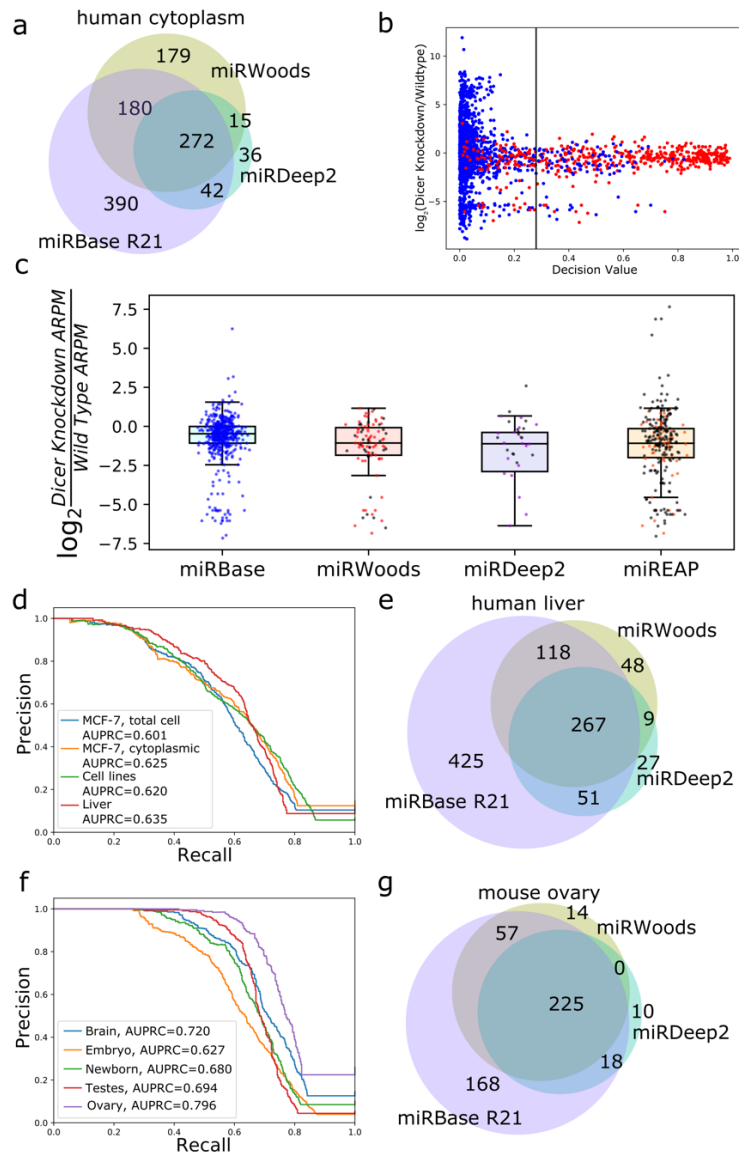 a
human cytoplasm
179
miRWoods
180
15
272
36
miRDeep2
42
390
miRBase R21
b
log₂(Dicer Knockdown/Wildtype)
10
5
0
−5
0.0 0.2 0.4 0.6 0.8 1.0
Decision Value
c
log₂ Dicer Knockdown ARPM
Wild Type ARPM
7.5
5.0
2.5
0.0
−2.5
−5.0
−7.5
miRBase miRWoods miRDeep2 miREAP
d
Precision
1.0
0.8
0.6
0.4
0.2
0.0
MCF-7, total cell
AUPRC=0.601
MCF-7, cytoplasmic
AUPRC=0.625
Cell lines
AUPRC=0.620
Liver
AUPRC=0.635
0.0 0.2 0.4 0.6 0.8 1.0
Recall
e
human liver
miRWoods
118
48
267
9
425
27
miRDeep2
miRBase R21
51
f
Precision
1.0
0.8
0.6
0.4
0.2
0.0
Brain, AUPRC=0.720
Embryo, AUPRC=0.627
Newborn, AUPRC=0.680
Testes, AUPRC=0.694
Ovary, AUPRC=0.796
0.0 0.2 0.4 0.6 0.8 1.0
Recall
g
mouse ovary
14
57
miRWoods
0
225
10
miRDeep2
18
168
miRBase R21